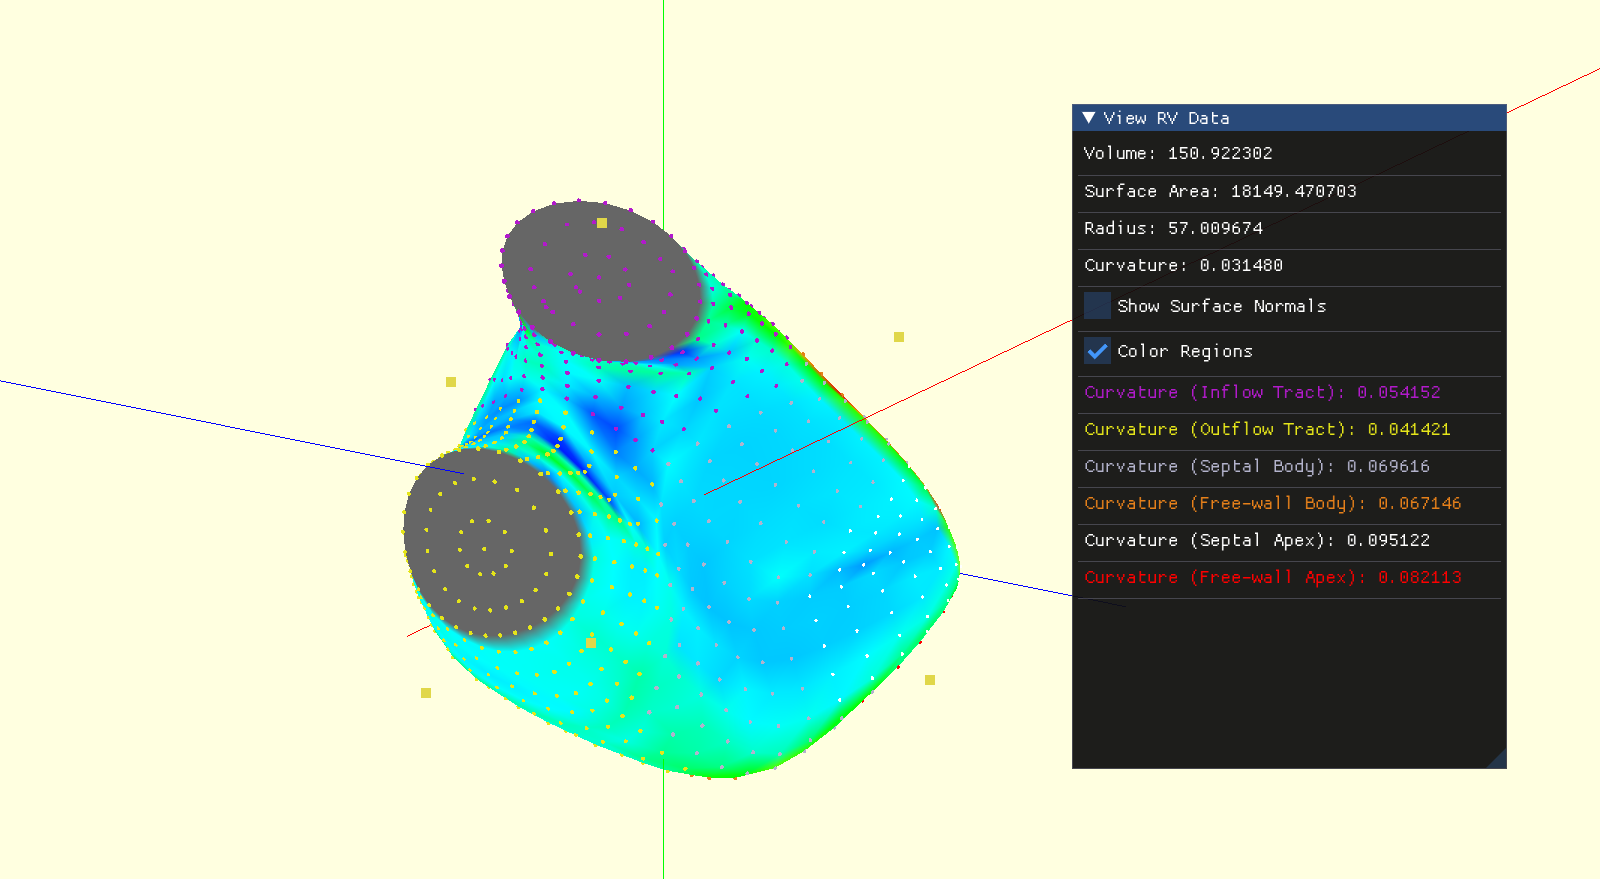 View RV Data
Volume: 150.922302
Surface Area: 18149.470703
Radius: 57.009674
Curvature: 0.031480
Show Surface Normals
Color Regions
Curvature (Inflow Tract): 0.054152
Curvature (Outflow Tract): 0.041421
Curvature (Septal Body): 0.069616
Curvature (Free-wall Body): 0.067146
Curvature (Septal Apex): 0.095122
Curvature (Free-wall Apex): 0.082113